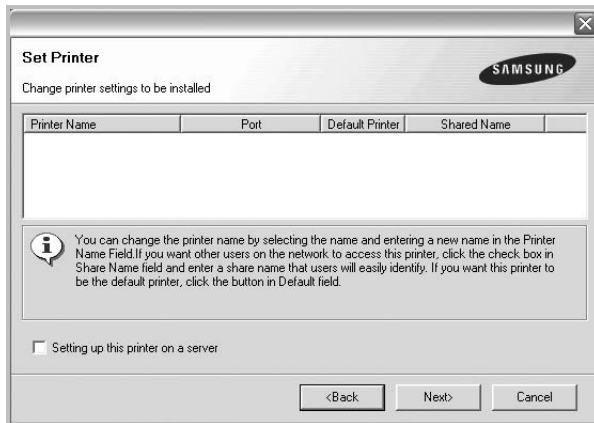 Set Printer
SAMSUNG
Change printer settings to be installed
Printer Name Port Default Printer Shared Name
You can change the printer name by selecting the name and entering a new name in the Printer
Name Field.If you want other users on the network to access this printer, click the check box in
Share Name field and enter a share name that users will easily identify. If you want this printer to
be the default printer, click the button in Default field.
Setting up this printer on a server
<Back Next> Cancel